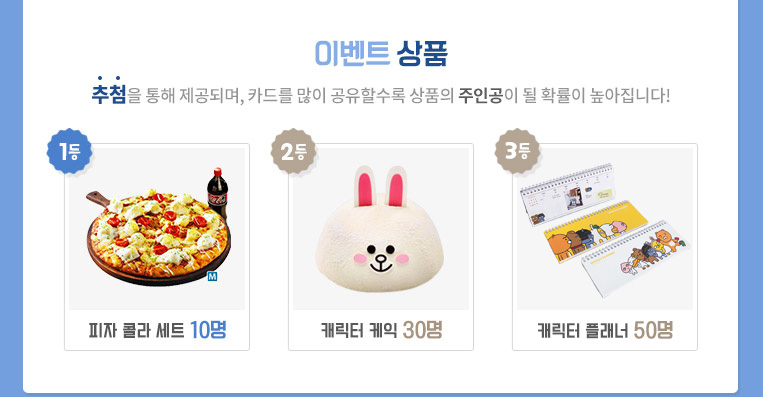 이벤트 상품
추첨을 통해 제공되며, 카드를 많이 공유할수록 상품의 주인공이 될 확률이 높아집니다!
1등
2등
3등
M
피자 콜라 세트 10명
캐릭터 케익 30명
캐릭터 플래너 50명